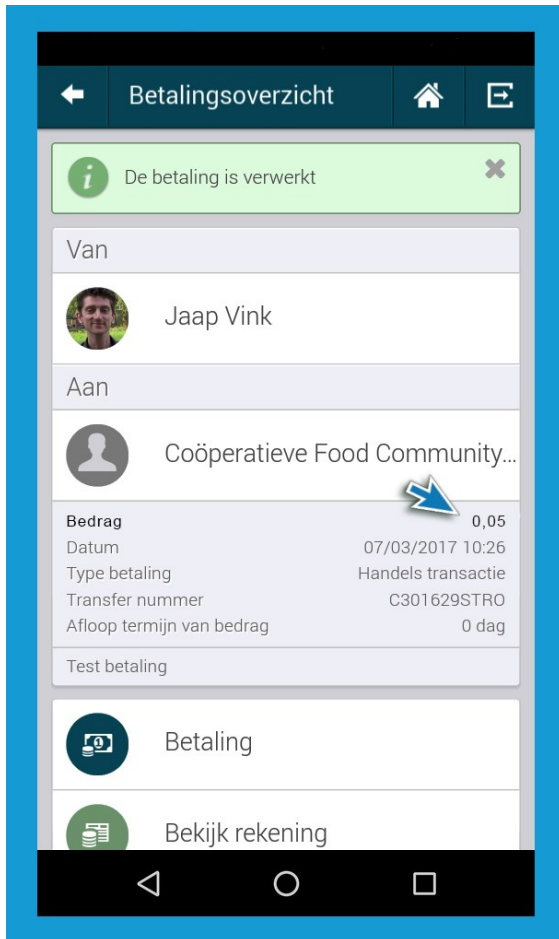 Betalingsoverzicht
De betaling is verwerkt
Van
Jaap Vink
Aan
Coöperatieve Food Community...
Bedrag 0,05
Datum 07/03/2017 10:26
Type betaling Handels transactie
Transfer nummer C301629STRO
Afloop termijn van bedrag 0 dag
Test betaling
Betaling
Bekijk rekening